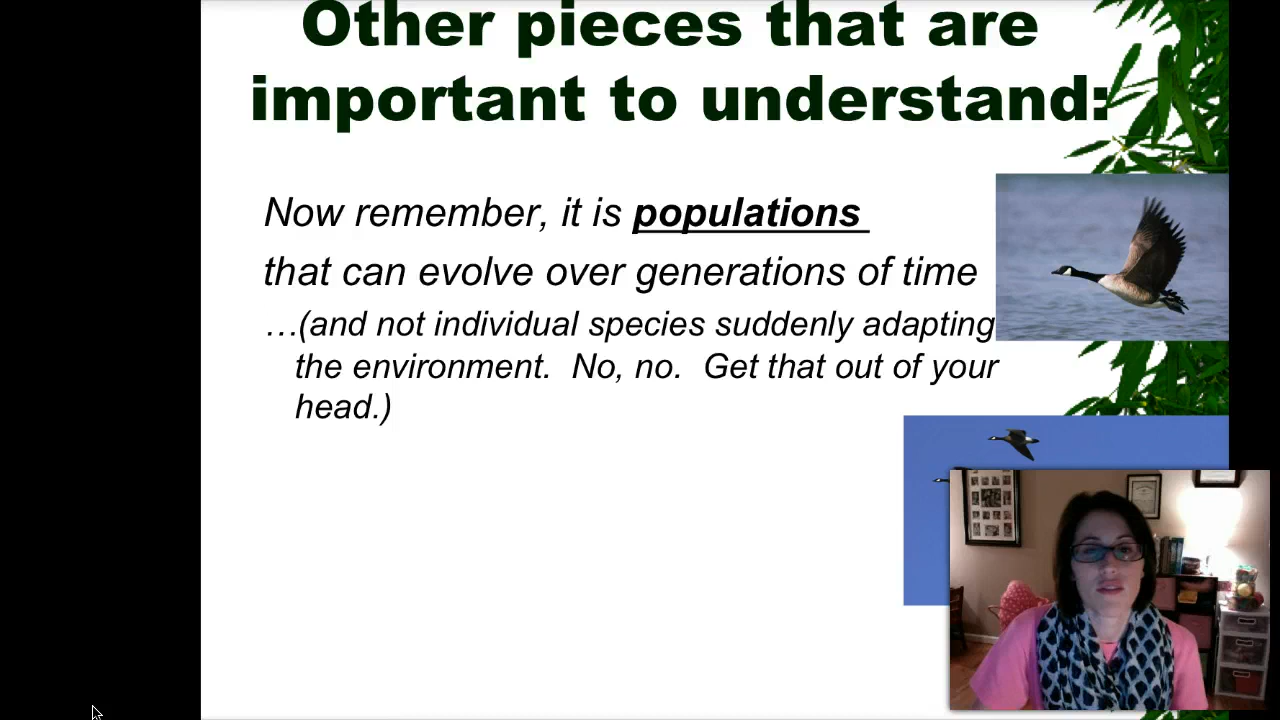 Other pieces that are
important to understand:
Now remember, it is populations
that can evolve over generations of time
…(and not individual species suddenly adapting
the environment. No, no. Get that out of your
head.)